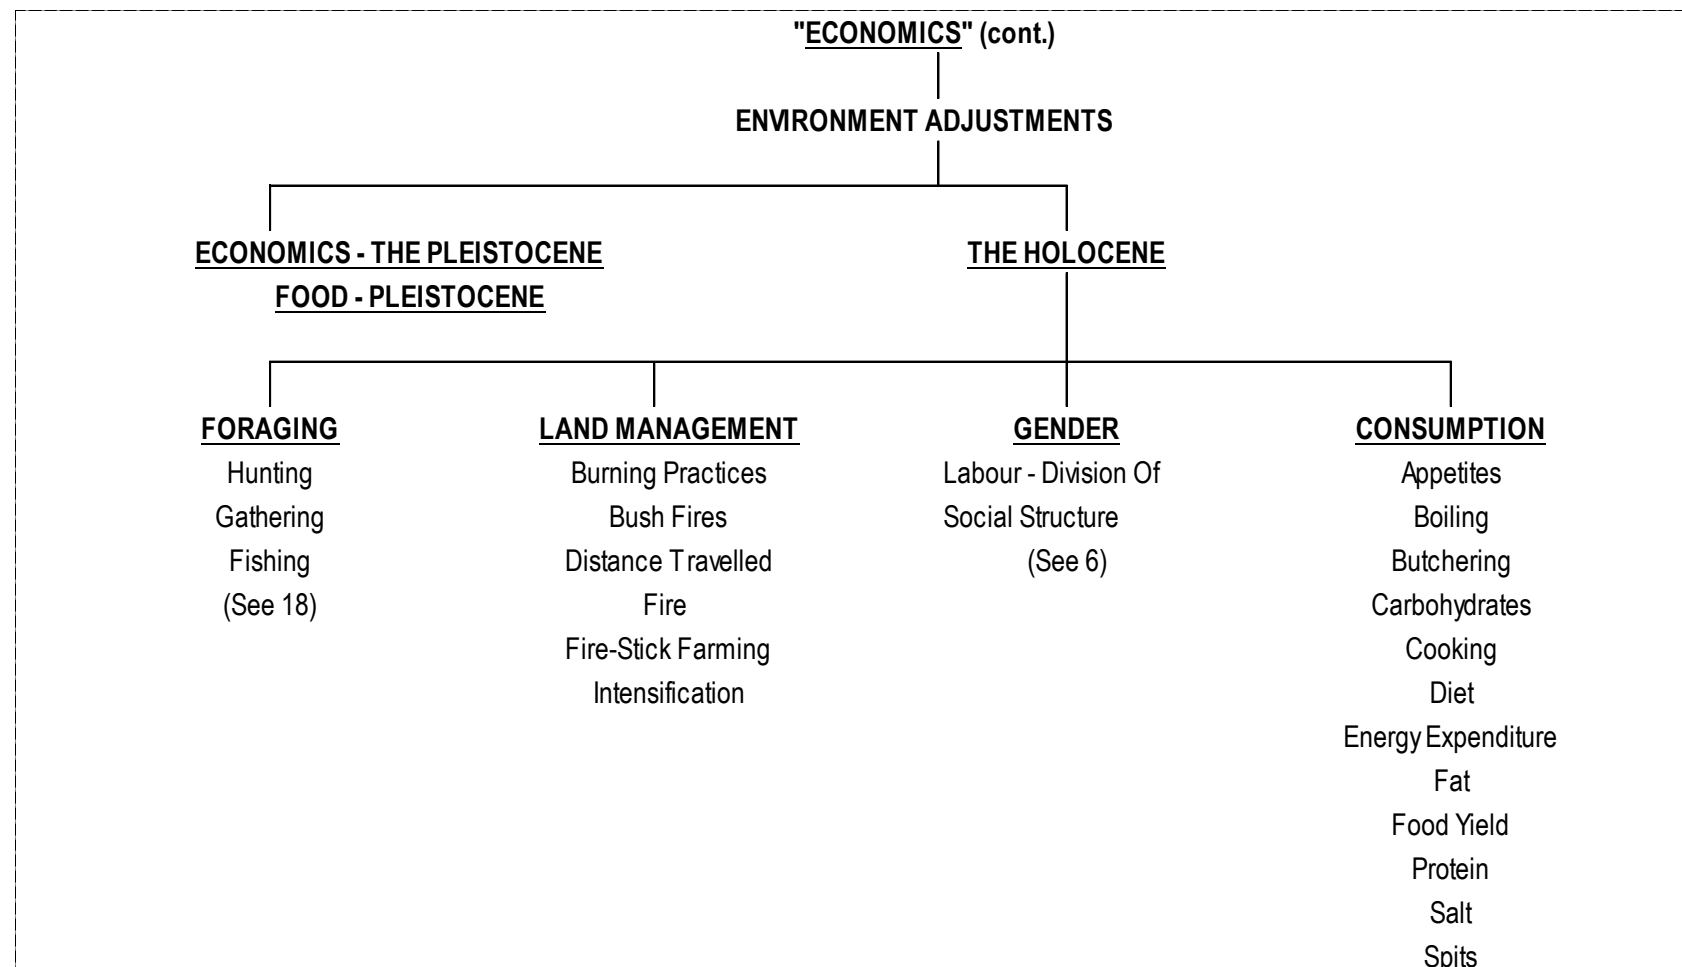 "ECONOMICS" (cont.)
ENVIRONMENT ADJUSTMENTS
ECONOMICS - THE PLEISTOCENE
FOOD - PLEISTOCENE
THE HOLOCENE
FORAGING
Hunting
Gathering
Fishing
(See 18)
LAND MANAGEMENT
Burning Practices
Bush Fires
Distance Travelled
Fire
Fire-Stick Farming
Intensification
GENDER
Labour - Division Of
Social Structure
(See 6)
CONSUMPTION
Appetites
Boiling
Butchering
Carbohydrates
Cooking
Diet
Energy Expenditure
Fat
Food Yield
Protein
Salt
Spits